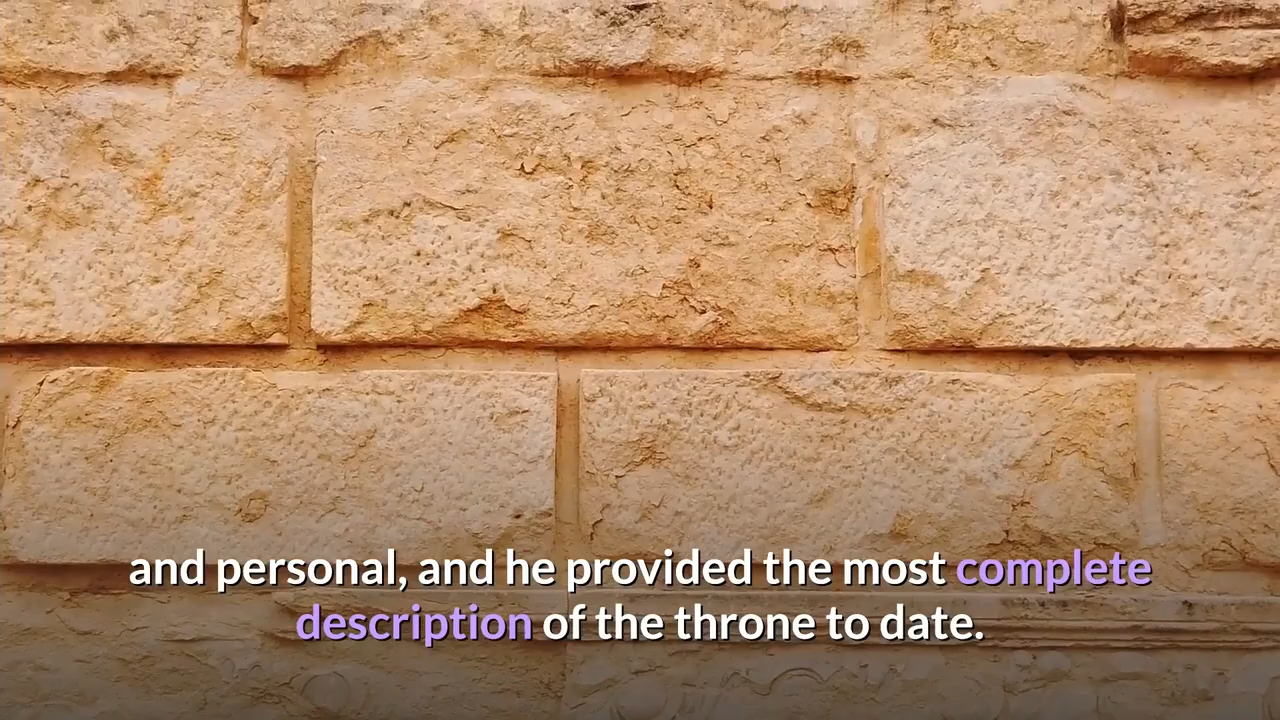 and personal, and he provided the most complete
description of the throne to date.